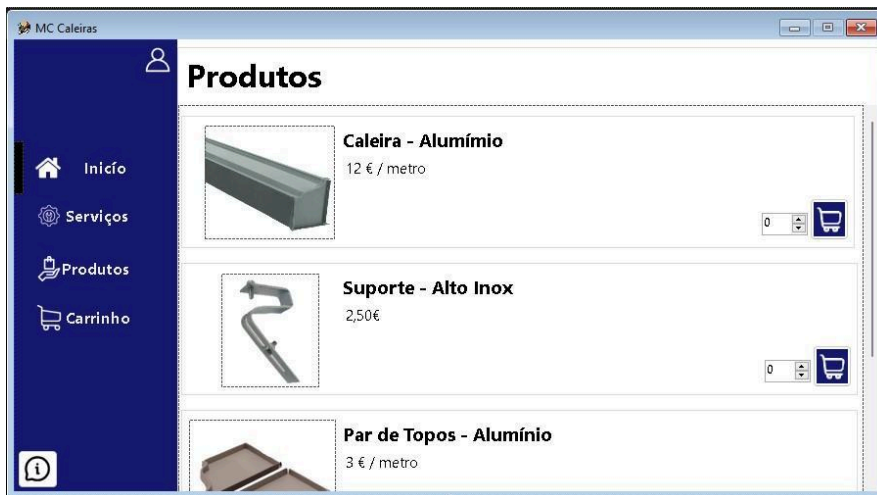 MC Caleiras
Produtos
Inicío
Serviços
Produtos
Carrinho
Caleira - Alumímio
12 € / metro
0
Suporte - Alto Inox
2,50€
0
Par de Topos - Alumínio
3 € / metro